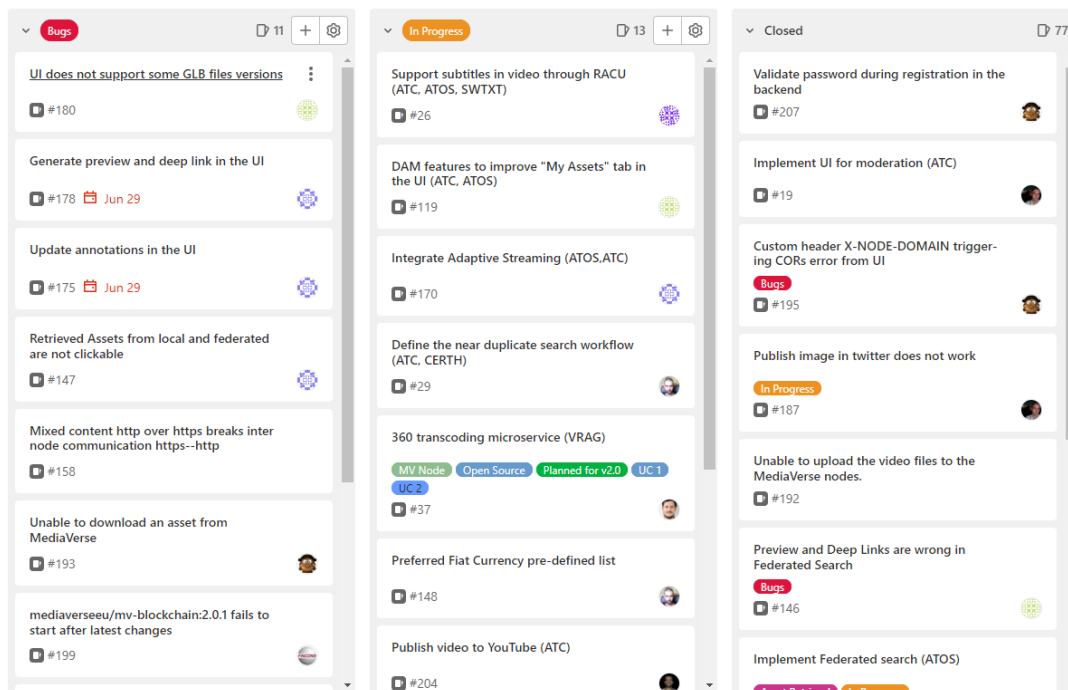 Bugs
11
UI does not support some GLB files versions
#180
Generate preview and deep link in the UI
#178 Jun 29
Update annotations in the UI
#175 Jun 29
Retrieved Assets from local and federated
are not clickable
#147
Mixed content http over https breaks inter
node communication https--http
#158
Unable to download an asset from
MediaVerse
#193
mediaverseeu/mv-blockchain:2.0.1 fails to
start after latest changes
#199
In Progress
13
Support subtitles in video through RACU
(ATC, ATOS, SWTXT)
#26
DAM features to improve "My Assets" tab in
the UI (ATC, ATOS)
#119
Integrate Adaptive Streaming (ATOS,ATC)
#170
Define the near duplicate search workflow
(ATC, CERTH)
#29
360 transcoding microservice (VRAG)
MV Node Open Source Planned for v2.0 UC 1
UC 2
#37
Preferred Fiat Currency pre-defined list
#148
Publish video to YouTube (ATC)
#204
Closed
77
Validate password during registration in the
backend
#207
Implement UI for moderation (ATC)
#19
Custom header X-NODE-DOMAIN trigger-
ing CORs error from UI
Bugs
#195
Publish image in twitter does not work
In Progress
#187
Unable to upload the video files to the
MediaVerse nodes.
#192
Preview and Deep Links are wrong in
Federated Search
Bugs
#146
Implement Federated search (ATOS)